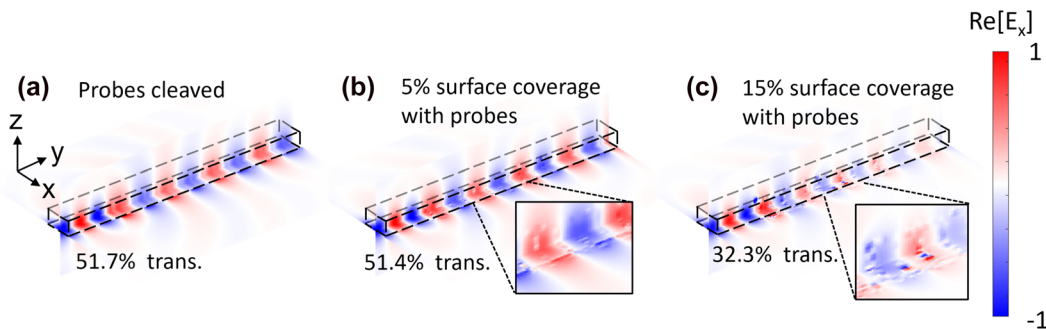 Re[Eₓ]
1
(a) Probes cleaved
(b) 5% surface coverage
with probes
(c) 15% surface coverage
with probes
z
y
x
51.7% trans.
51.4% trans.
32.3% trans.
-1